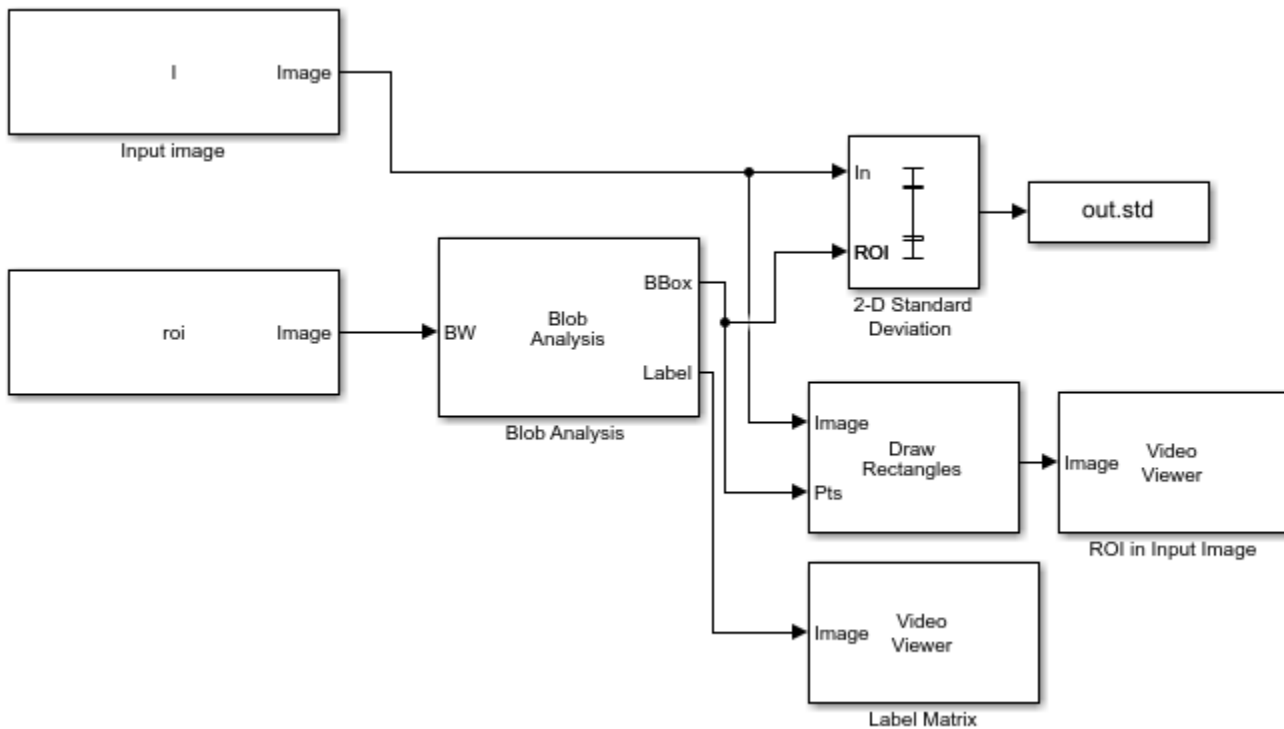 I
Image
Input image
In
ROI
2-D Standard
Deviation
out.std
roi
Image
BW
Blob
Analysis
BBox
Label
Blob Analysis
Image
Pts
Draw
Rectangles
Image
Video
Viewer
ROI in Input Image
Image
Video
Viewer
Label Matrix